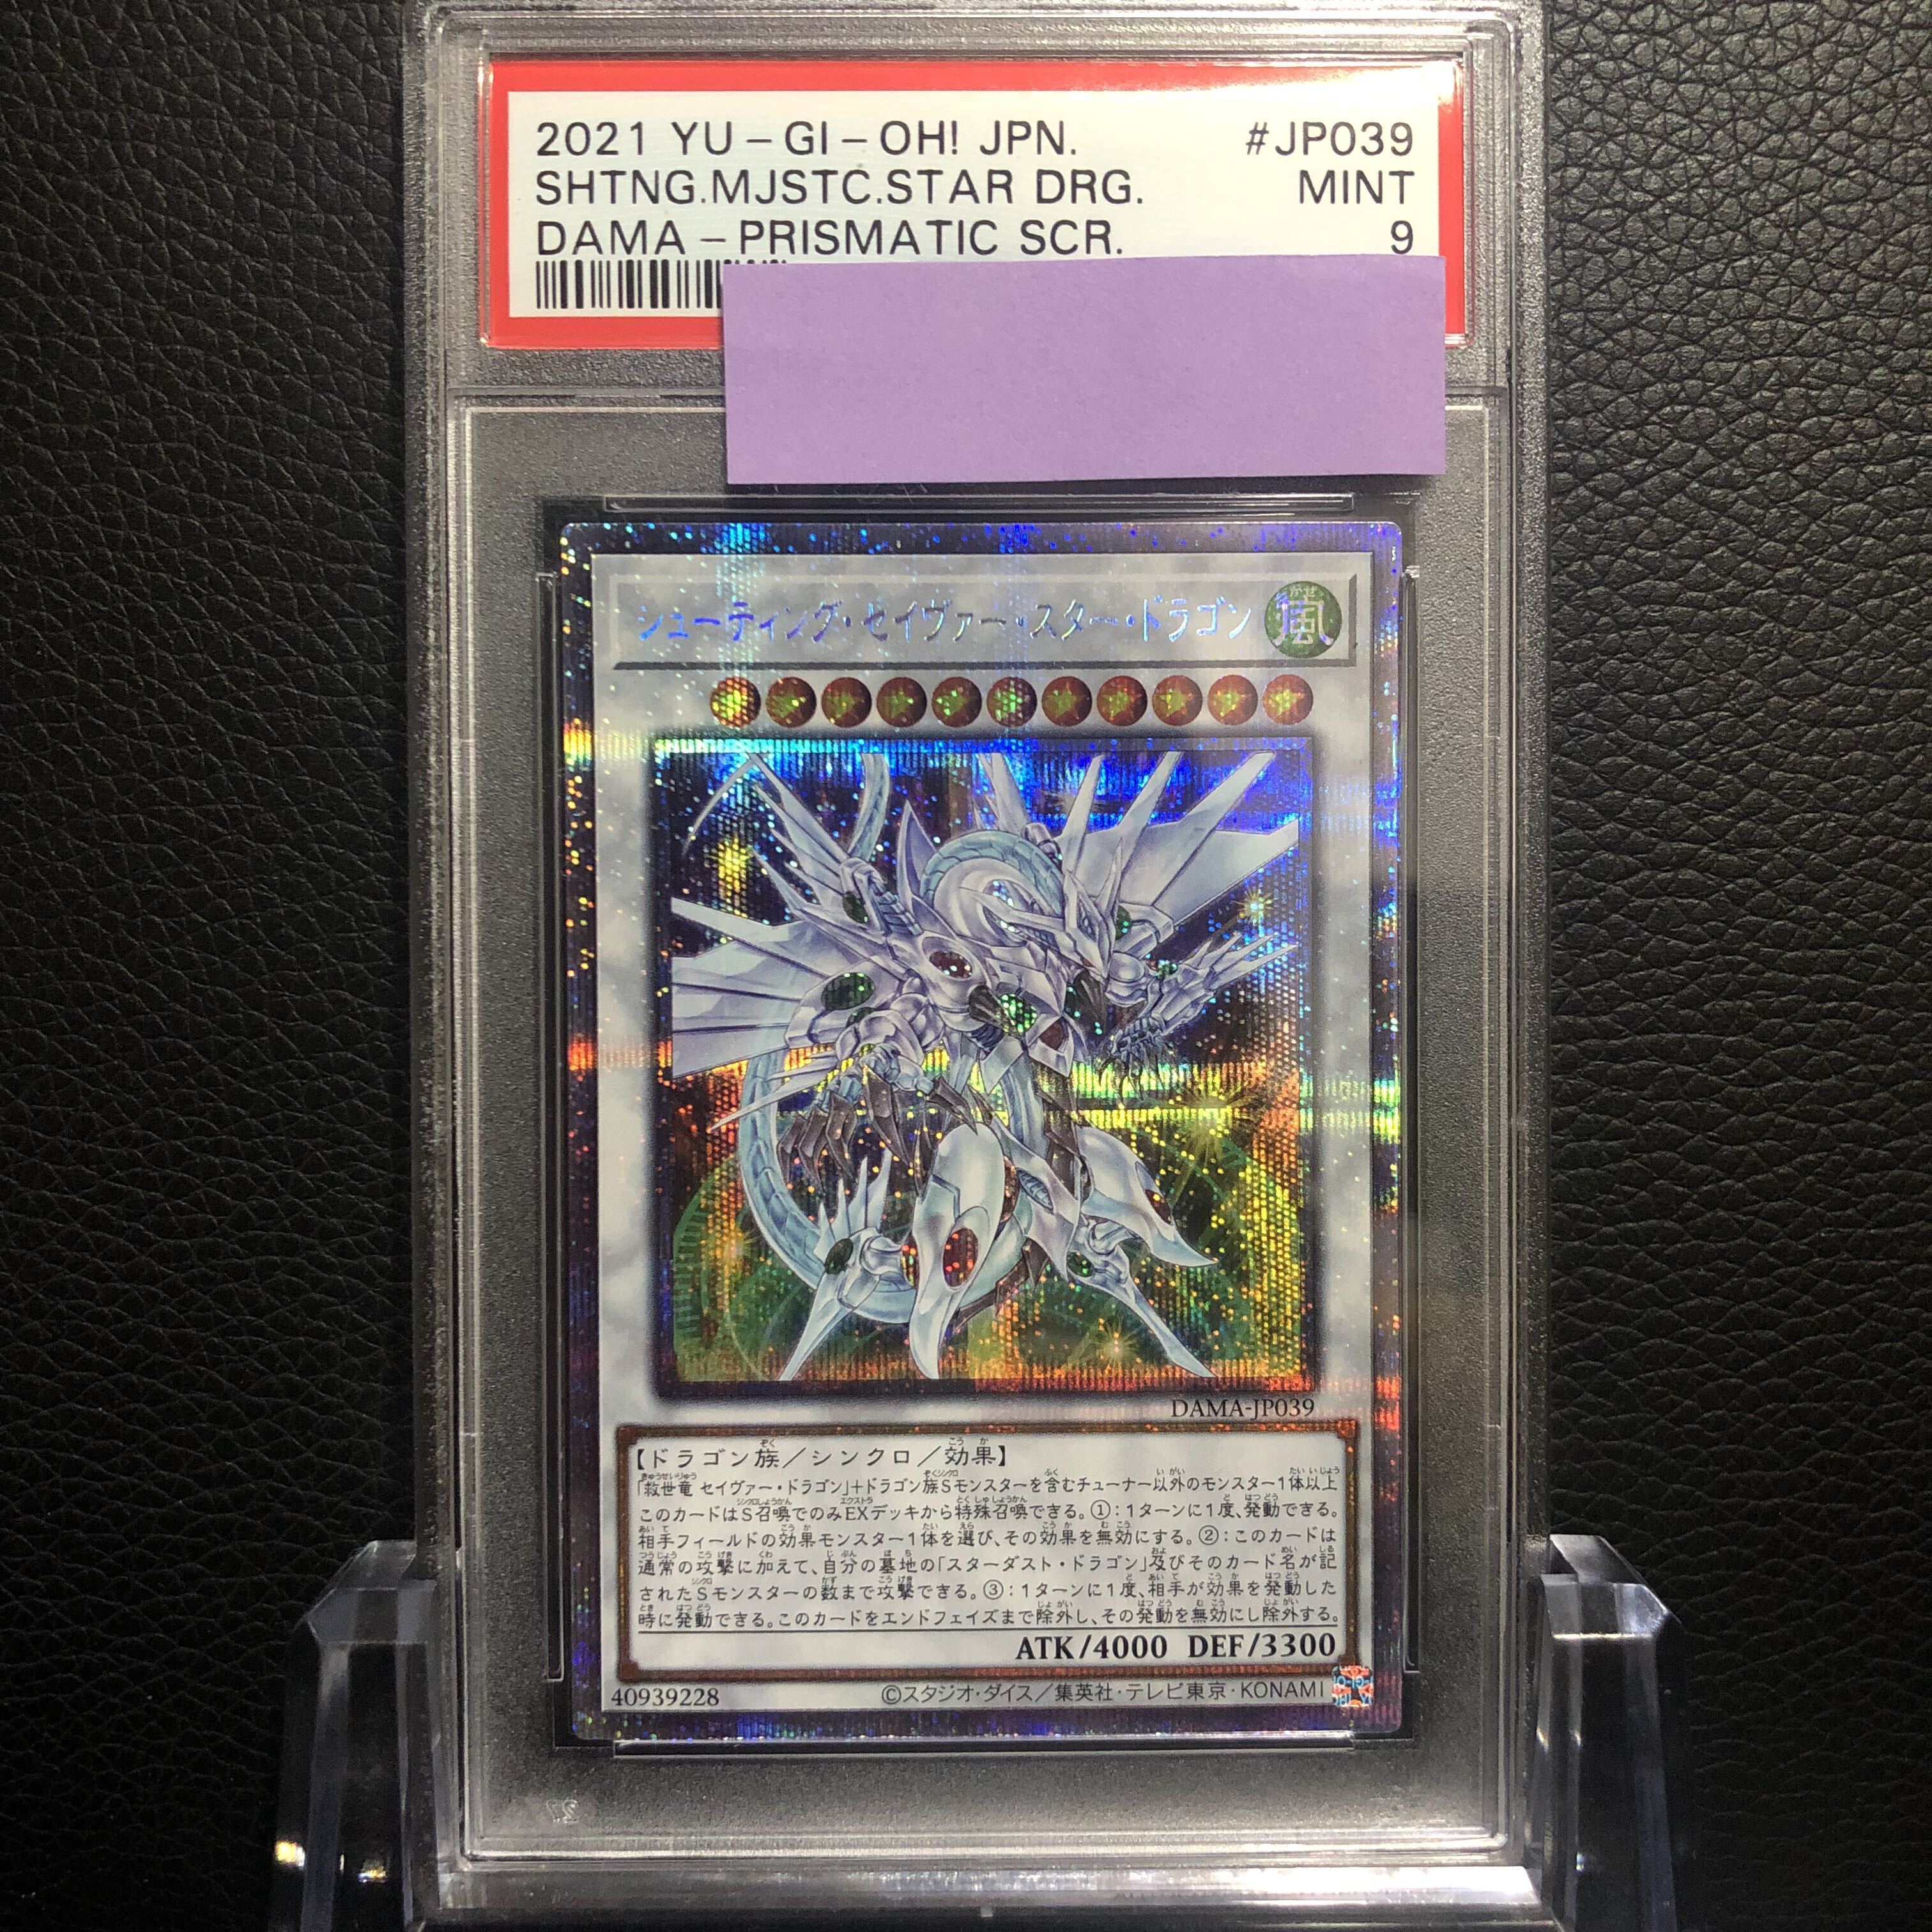 2021 YU-GI-OH! JPN. #JP039
SHTNG.MJSTC.STAR DRG. MINT
DAMA-PRISMATIC SCR. 9
シューティング・セイヴァー・スター・ドラゴン 風
DAMA-JP039
【ドラゴン族／シンクロ／効果】
「救世竜 セイヴァー・ドラゴン」+ドラゴン族Sモンスターを含むチューナー以外のモンスター1体以上
このカードはS召喚でのみEXデッキから特殊召喚できる。①：1ターンに1度、発動できる。
相手フィールドの効果モンスター1体を選び、その効果を無効にする。②：このカードは
通常の攻撃に加えて、自分の墓地の「スターダスト・ドラゴン」及びそのカード名が記
されたSモンスターの数まで攻撃できる。③：1ターンに1度、相手が効果を発動した
時に発動できる。このカードをエンドフェイズまで除外し、その発動を無効にし除外する。
ATK/4000 DEF/3300
40939228 ©スタジオ・ダイス／集英社・テレビ東京・KONAMI